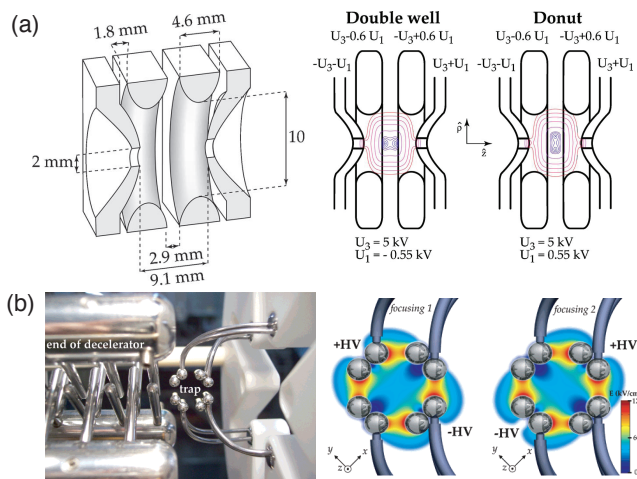 (a)
1.8 mm
4.6 mm
2 mm
10
2.9 mm
9.1 mm
Double well
U3-0.6 U1 -U3+0.6 U1
-U3-U1 U3+U1
ρ̂
ẑ
U3 = 5 kV
U1 = - 0.55 kV
Donut
U3-0.6 U1 -U3+0.6 U1
-U3-U1 U3+U1
U3 = 5 kV
U1 = 0.55 kV
(b)
end of decelerator
trap
focusing 1
+HV
-HV
y x
z
focusing 2
+HV
-HV
y x
z
E (kV/cm)
12
6
0